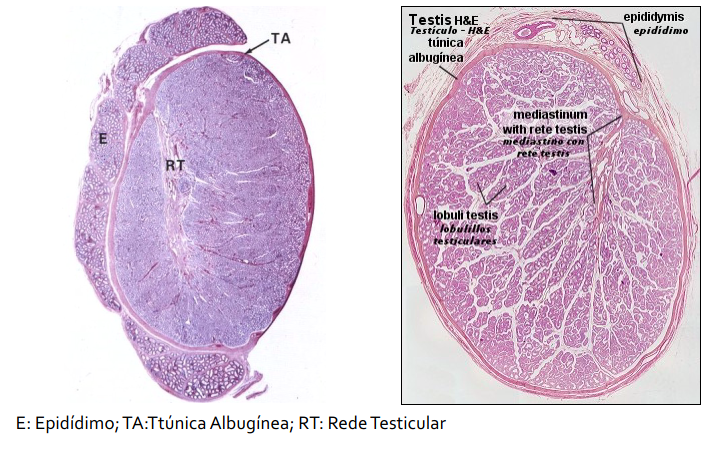 TA
E
RT
Testis H&E
Testículo - H&E
túnica
albugínea
epididymis
epidídimo
mediastinum
with rete testis
mediastino con
rete testis
lobuli testis
lobulillos
testiculares
E: Epidídimo; TA:Ttúnica Albugínea; RT: Rede Testicular